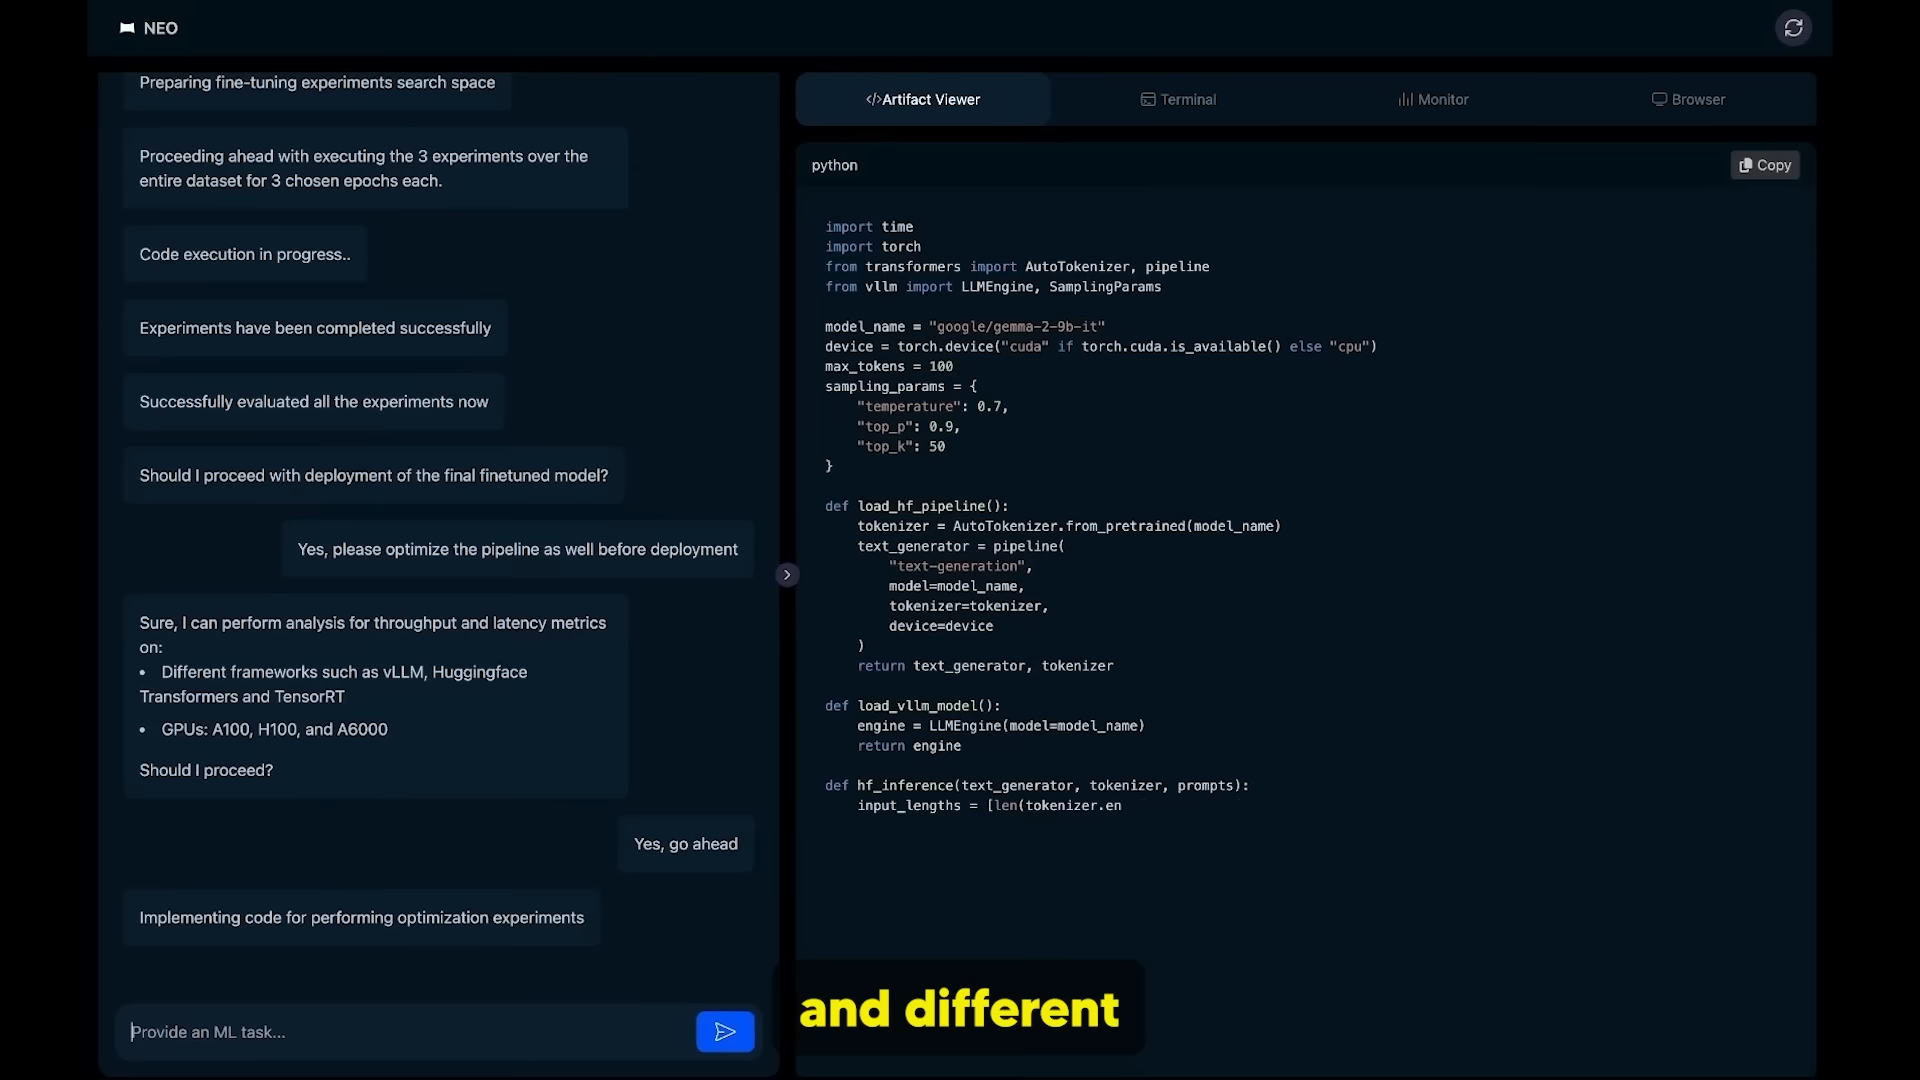 NEO
Preparing fine-tuning experiments search space
Proceeding ahead with executing the 3 experiments over the
entire dataset for 3 chosen epochs each.
Code execution in progress..
Experiments have been completed successfully
Successfully evaluated all the experiments now
Should I proceed with deployment of the final finetuned model?
Yes, please optimize the pipeline as well before deployment
Sure, I can perform analysis for throughput and latency metrics
on:
• Different frameworks such as vLLM, Huggingface
Transformers and TensorRT
• GPUs: A100, H100, and A6000
Should I proceed?
Yes, go ahead
Implementing code for performing optimization experiments
Provide an ML task...
</>Artifact Viewer
Terminal
Monitor
Browser
python
Copy
import time
import torch
from transformers import AutoTokenizer, pipeline
from vllm import LLMEngine, SamplingParams
model_name = "google/gemma-2-9b-it"
device = torch.device("cuda" if torch.cuda.is_available() else "cpu")
max_tokens = 100
sampling_params = {
    "temperature": 0.7,
    "top_p": 0.9,
    "top_k": 50
}
def load_hf_pipeline():
    tokenizer = AutoTokenizer.from_pretrained(model_name)
    text_generator = pipeline(
        "text-generation",
        model=model_name,
        tokenizer=tokenizer,
        device=device
    )
    return text_generator, tokenizer
def load_vllm_model():
    engine = LLMEngine(model=model_name)
    return engine
def hf_inference(text_generator, tokenizer, prompts):
    input_lengths = [len(tokenizer.en
and different